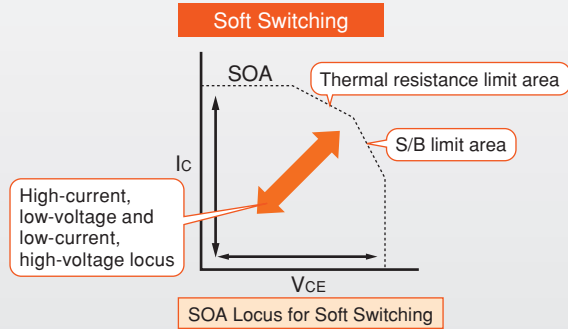 Soft Switching
SOA
Thermal resistance limit area
S/B limit area
IC
High-current,
low-voltage and
low-current,
high-voltage locus
VCE
SOA Locus for Soft Switching